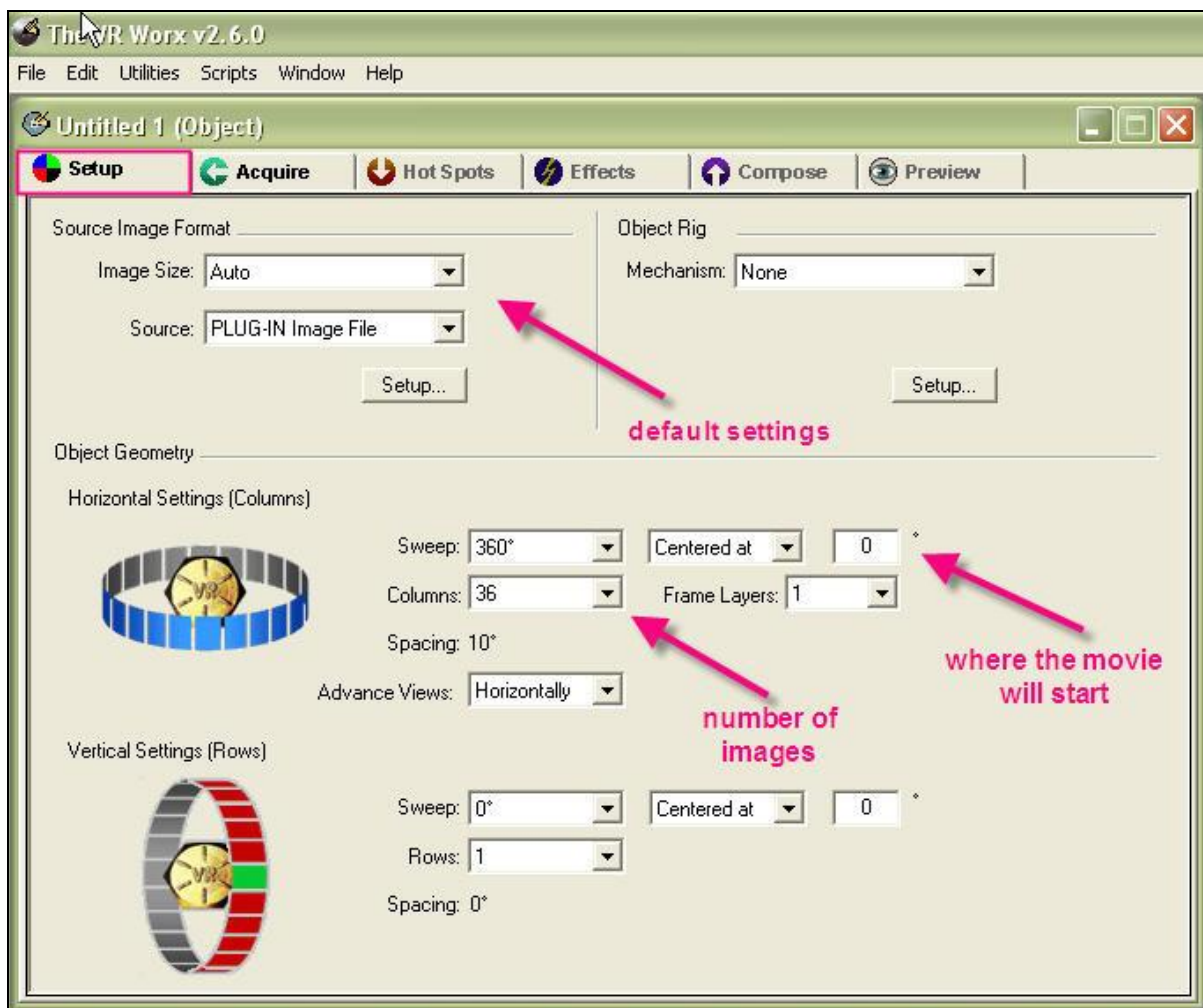 The VR Worx v2.6.0
File Edit Utilities Scripts Window Help
Untitled 1 (Object)
Setup Acquire Hot Spots Effects Compose Preview
Source Image Format
Object Rig
Image Size: Auto
Mechanism: None
Source: PLUG-IN Image File
Setup...
Setup...
default settings
Object Geometry
Horizontal Settings (Columns)
Sweep: 360° Centered at 0 °
Columns: 36 Frame Layers: 1
Spacing: 10°
where the movie
will start
Advance Views: Horizontally
number of
images
Vertical Settings (Rows)
Sweep: 0° Centered at 0 °
Rows: 1
Spacing: 0°
VR
VR